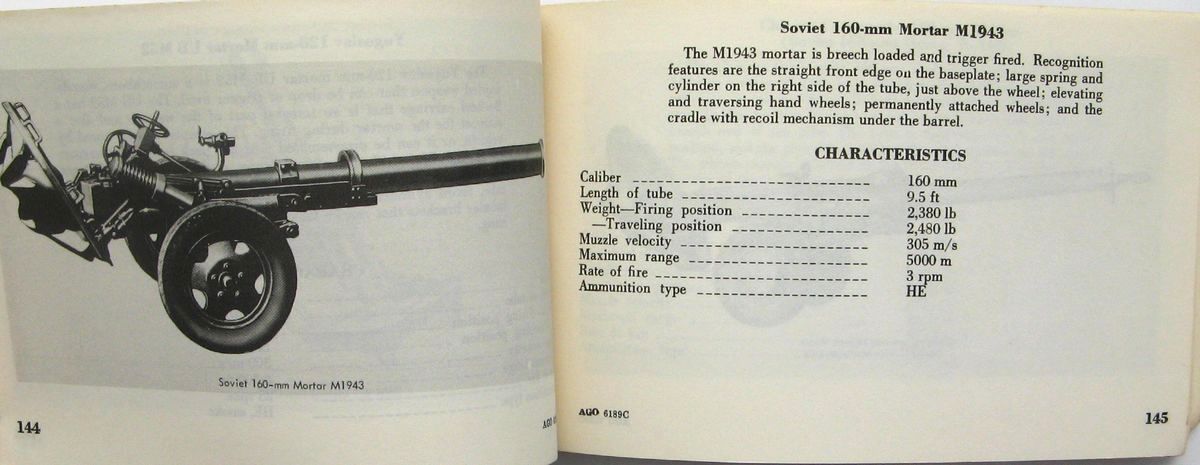 Soviet 160-mm Mortar M1943
144
AGO
Soviet 160-mm Mortar M1943
The M1943 mortar is breech loaded and trigger fired. Recognition
features are the straight front edge on the baseplate; large spring and
cylinder on the right side of the tube, just above the wheel; elevating
and traversing hand wheels; permanently attached wheels; and the
cradle with recoil mechanism under the barrel.
CHARACTERISTICS
Caliber 160 mm
Length of tube 9.5 ft
Weight—Firing position 2,380 lb
—Traveling position 2,480 lb
Muzzle velocity 305 m/s
Maximum range 5000 m
Rate of fire 3 rpm
Ammunition type HE
AGO 6189C
145